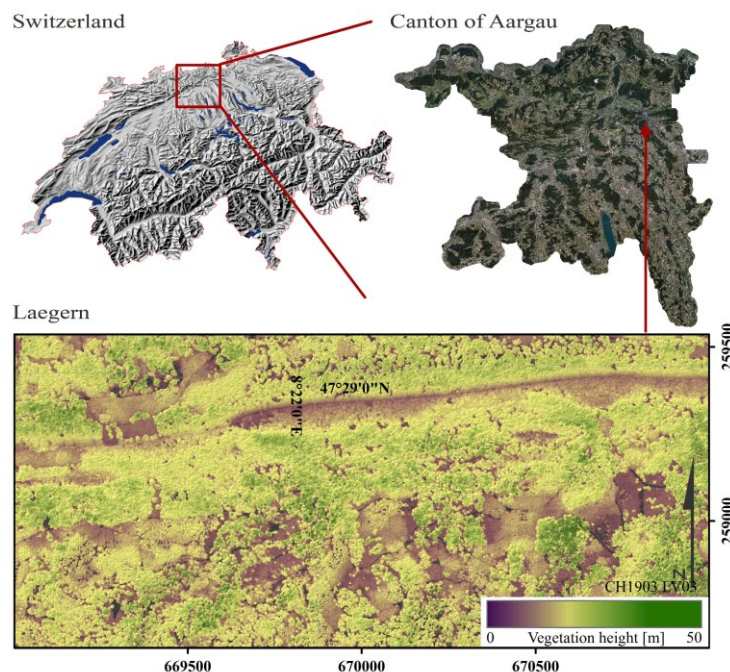 Switzerland
Canton of Aargau
Laegern
259500
47°29'0"N
8°22'0"E
259000
N
CH1903 LV03
0 Vegetation height [m] 50
669500 670000 670500